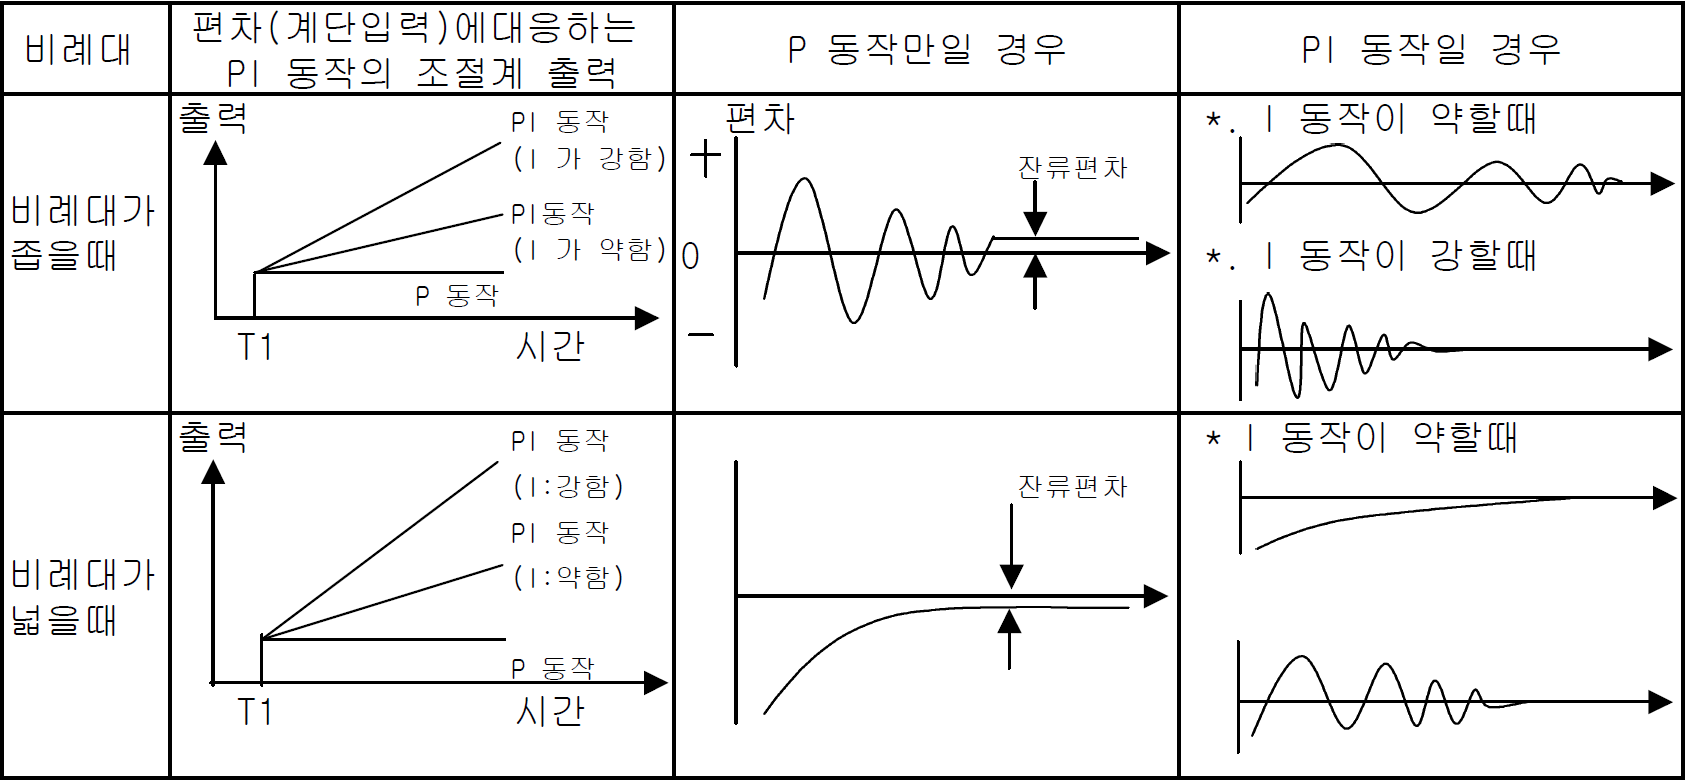 비례대
편차(계단입력)에대응하는
PI 동작의 조절계 출력
P 동작만일 경우
PI 동작일 경우
비례대가
좁을때
출력
PI 동작
(I 가 강함)
PI동작
(I 가 약함)
P 동작
T1
시간
편차
+
0
-
잔류편차
*. I 동작이 약할때
*. I 동작이 강할때
비례대가
넓을때
출력
PI 동작
(I:강함)
PI 동작
(I:약함)
P 동작
T1
시간
잔류편차
* I 동작이 약할때